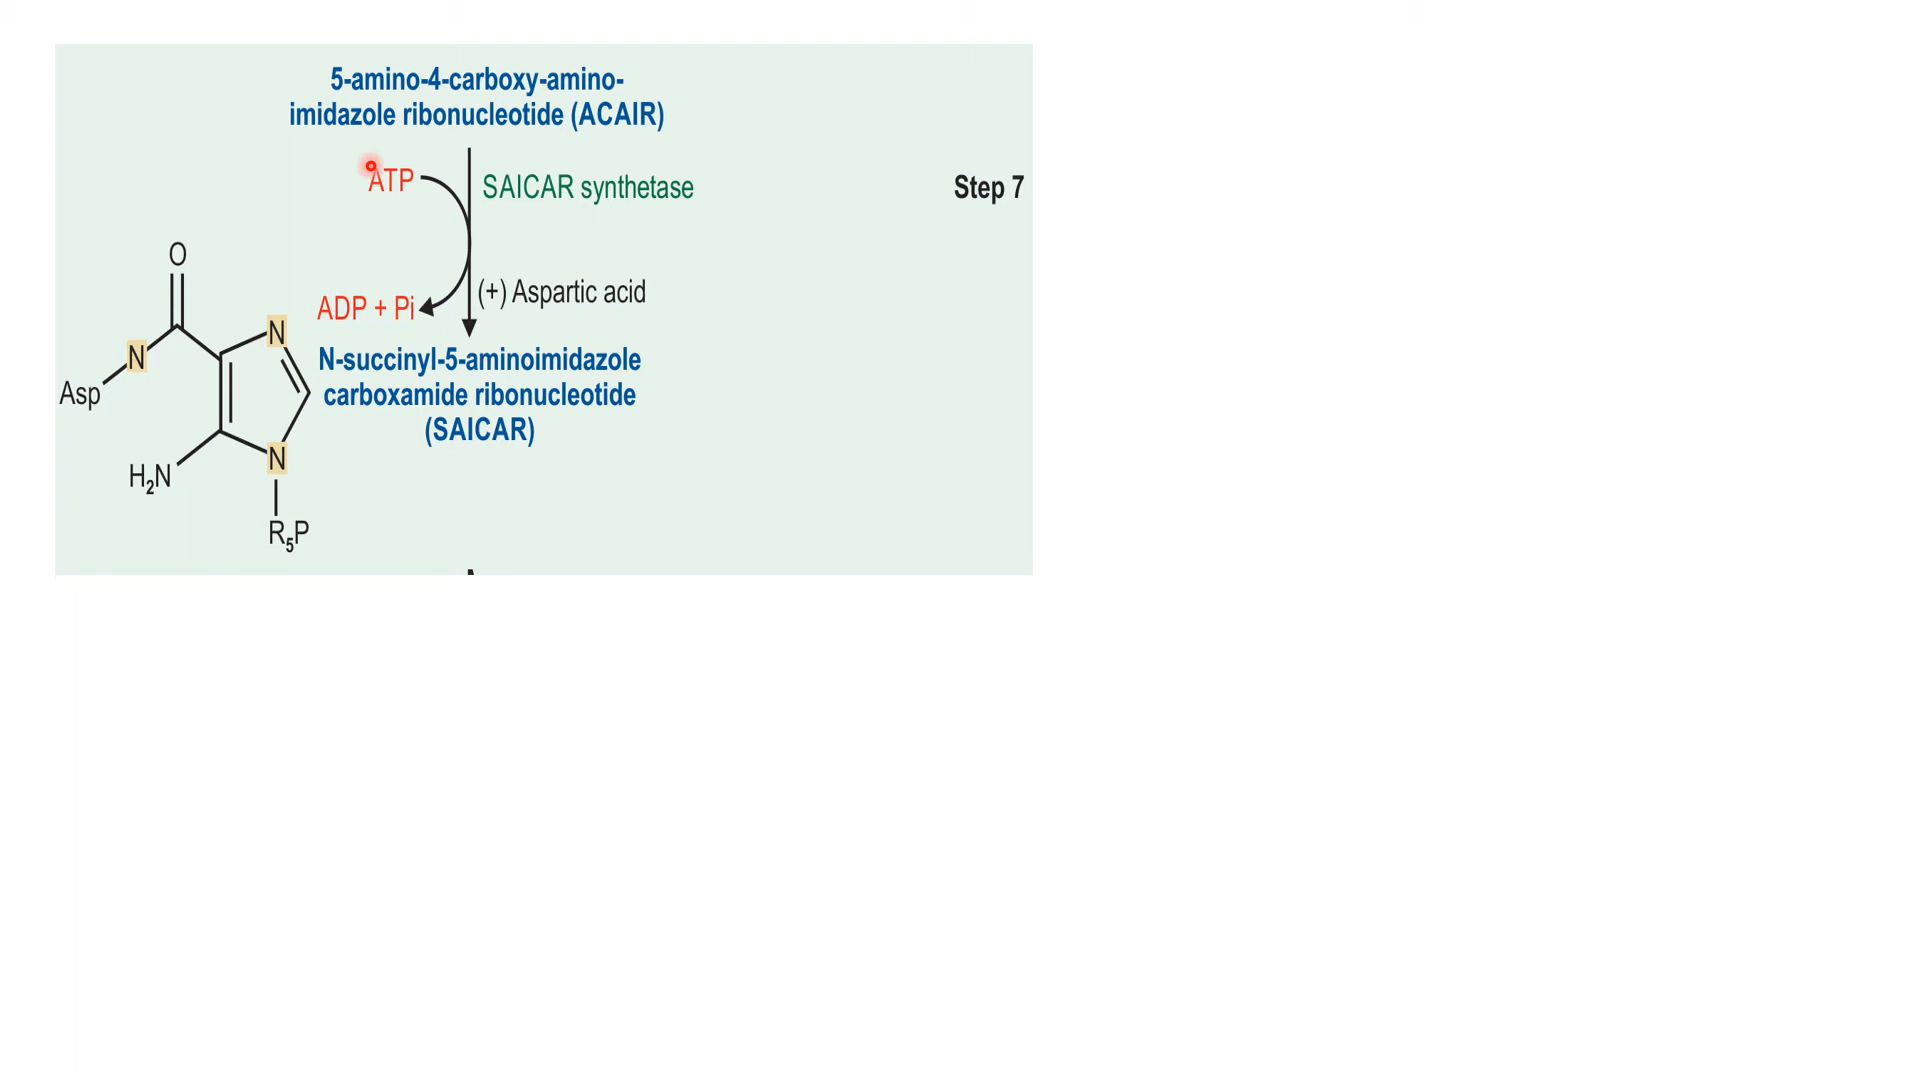 5-amino-4-carboxy-amino-
imidazole ribonucleotide (ACAIR)
ATP
SAICAR synthetase
Step 7
O
ADP + Pi
(+) Aspartic acid
N
N
Asp
N-succinyl-5-aminoimidazole
carboxamide ribonucleotide
(SAICAR)
H₂N
N
R₅P